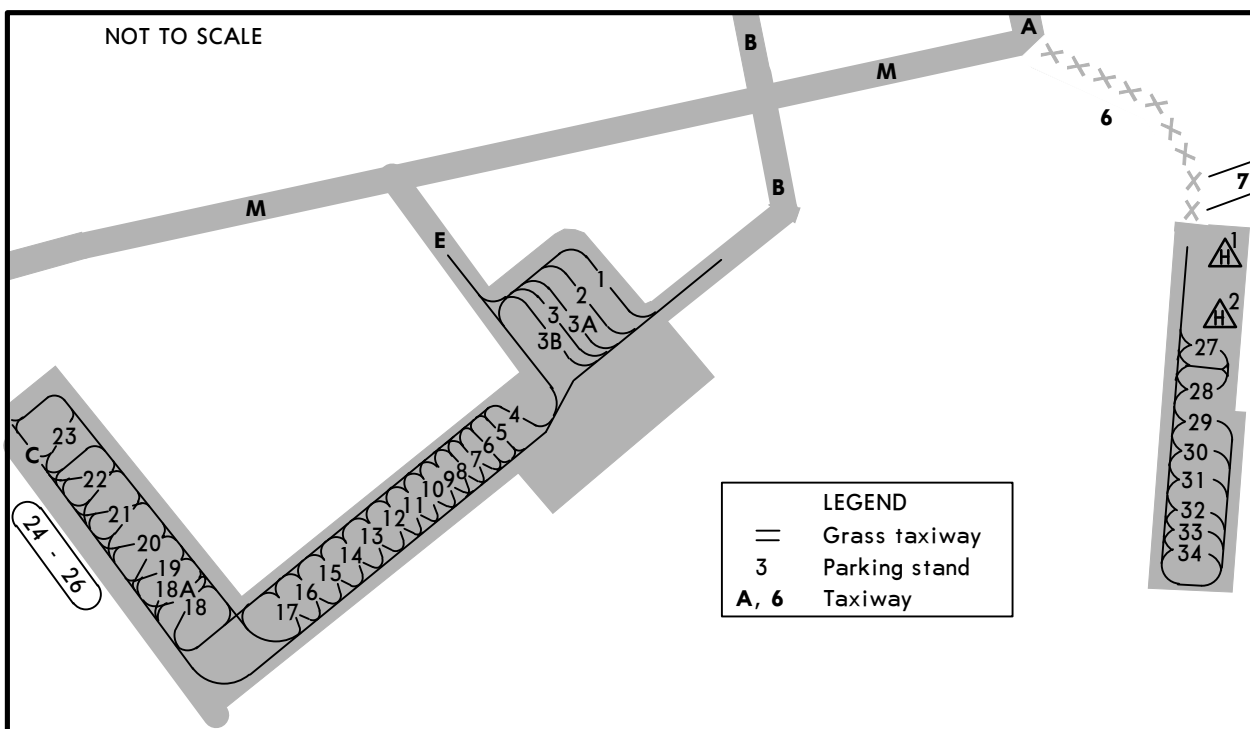 NOT TO SCALE
A
B
M
6
7
B
M
E
1
H
2
H
1
2
3
3A
3B
27
28
29
30
31
32
33
34
4
5
6
7
8
9
10
11
12
13
14
15
16
17
23
C
22
21
20
19
18A
18
24 - 26
LEGEND
= Grass taxiway
3 Parking stand
A, 6 Taxiway